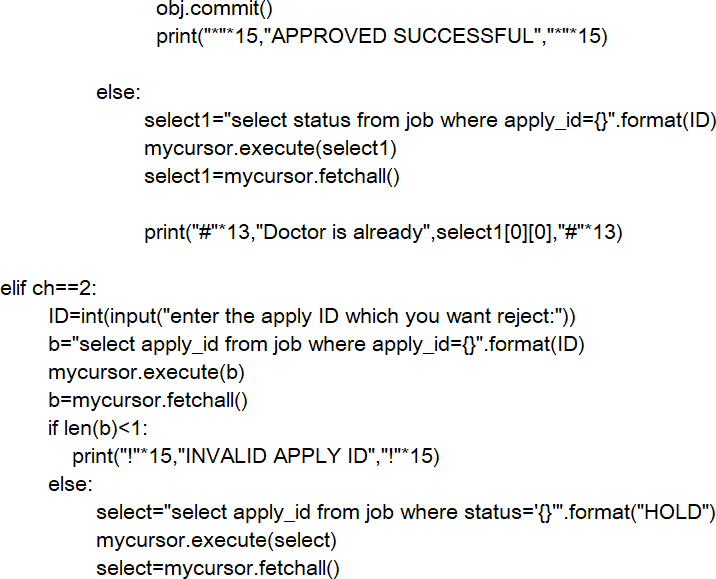 obj.commit()
print("*"*15,"APPROVED SUCCESSFUL","*"*15)
else:
select1="select status from job where apply_id={}".format(ID)
mycursor.execute(select1)
select1=mycursor.fetchall()
print("#"*13,"Doctor is already",select1[0][0],"#"*13)
elif ch==2:
ID=int(input("enter the apply ID which you want reject:"))
b="select apply_id from job where apply_id={}".format(ID)
mycursor.execute(b)
b=mycursor.fetchall()
if len(b)<1:
print("!"*15,"INVALID APPLY ID","!"*15)
else:
select="select apply_id from job where status='{}'".format("HOLD")
mycursor.execute(select)
select=mycursor.fetchall()